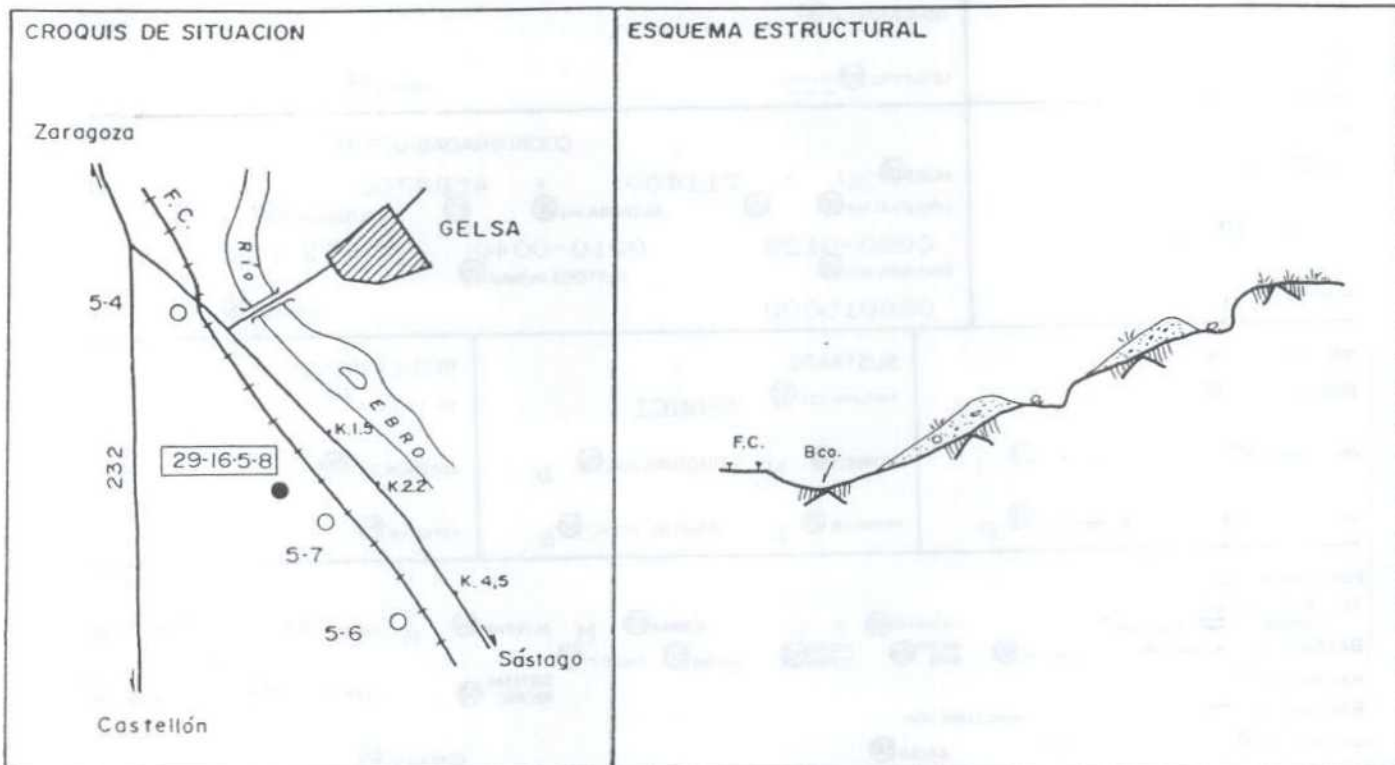 CROQUIS DE SITUACION
Zaragoza
F.C.
Río
GELSA
5-4
EBRO
K.1.5
232
29-16-5-8
K.2.2
5-7
K. 4,5
5-6
Sástago
Castellón
ESQUEMA ESTRUCTURAL
F.C.
Bco.